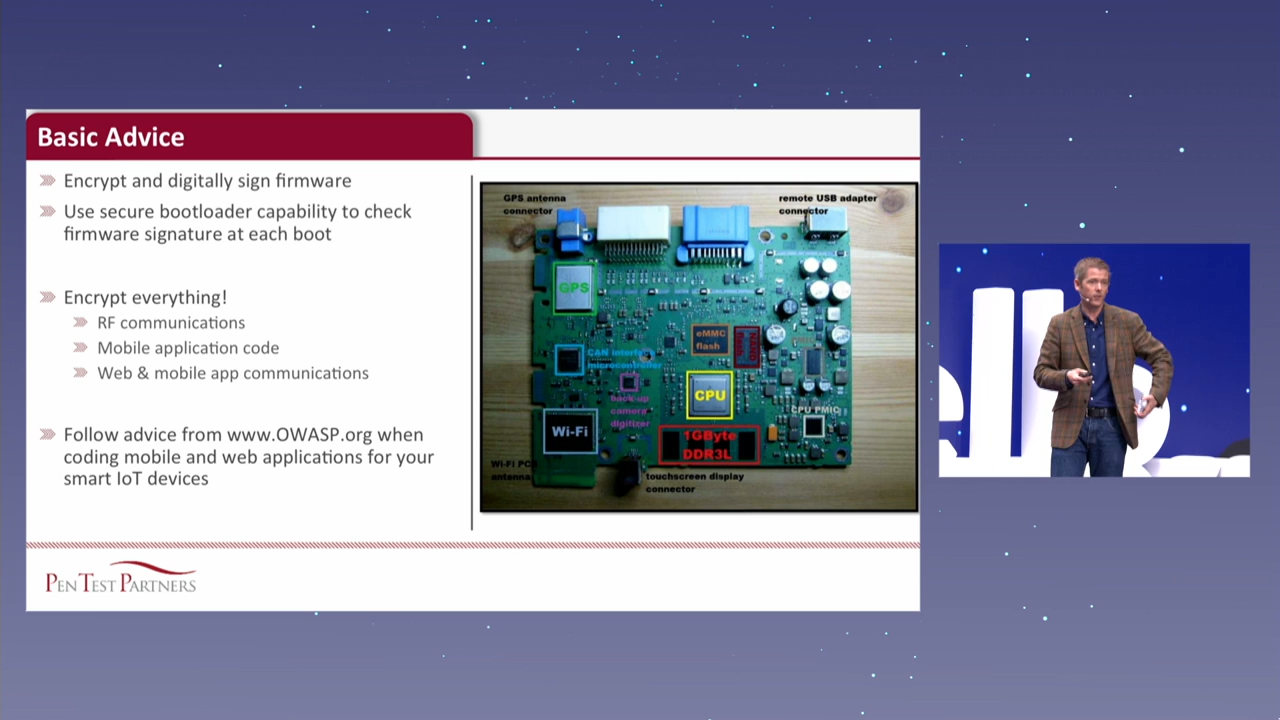 Basic Advice
Encrypt and digitally sign firmware
Use secure bootloader capability to check
firmware signature at each boot
Encrypt everything!
RF communications
Mobile application code
Web & mobile app communications
Follow advice from www.OWASP.org when
coding mobile and web applications for your
smart IoT devices
PEN TEST PARTNERS
GPS antenna
connector
remote USB adapter
connector
GPS
eMMC
flash
CAN interface
microcontroller
back-up
camera
digitizer
CPU
CPU PMIC
Wi-Fi
1GByte
DDR3L
Wi-Fi PCB
antenna
touchscreen display
connector